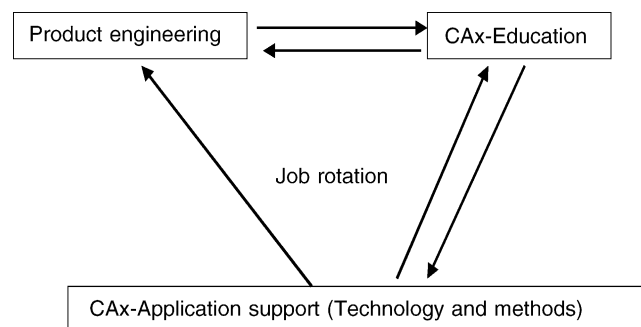 Product engineering
CAx-Education
Job rotation
CAx-Application support (Technology and methods)